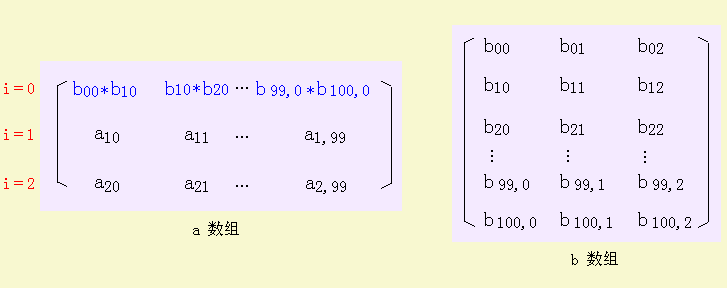 i=0 b00*b10 b10*b20 … b99,0*b100,0
i=1 a10 a11 … a1,99
i=2 a20 a21 … a2,99
a 数组
b00 b01 b02
b10 b11 b12
b20 b21 b22
⋮ ⋮ ⋮
b99,0 b99,1 b99,2
b100,0 b100,1 b100,2
b 数组